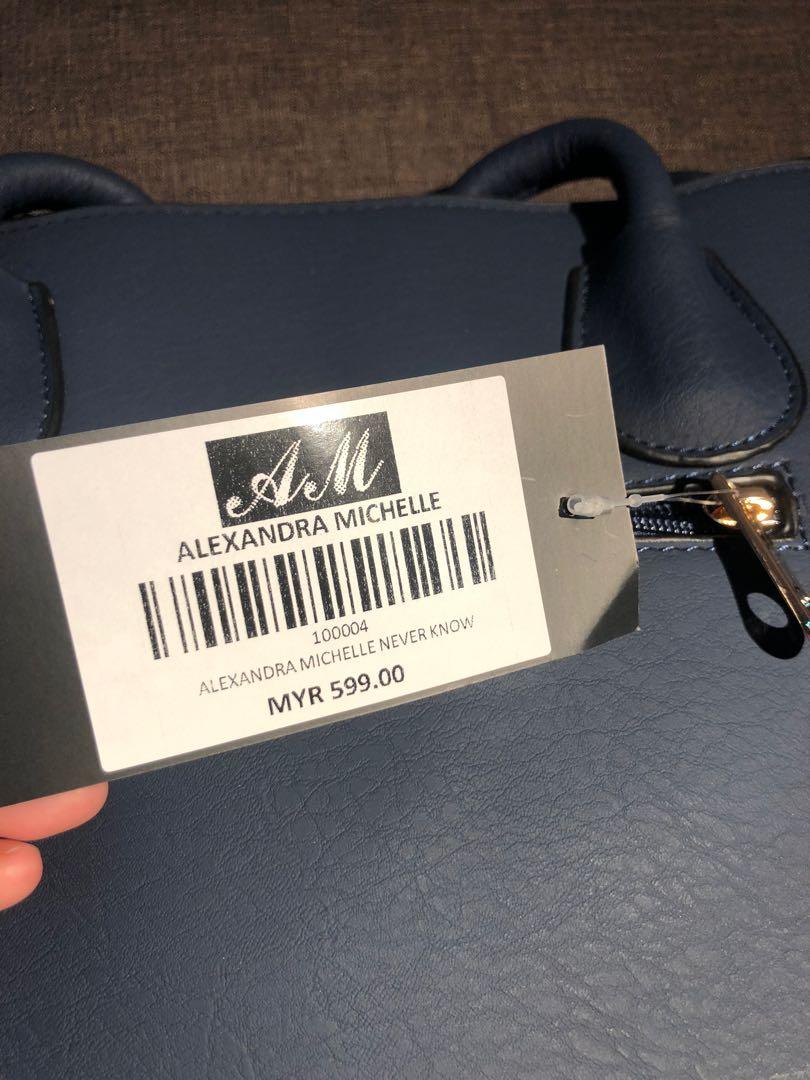 AM
ALEXANDRA MICHELLE
100004
ALEXANDRA MICHELLE NEVER KNOW
MYR 599.00